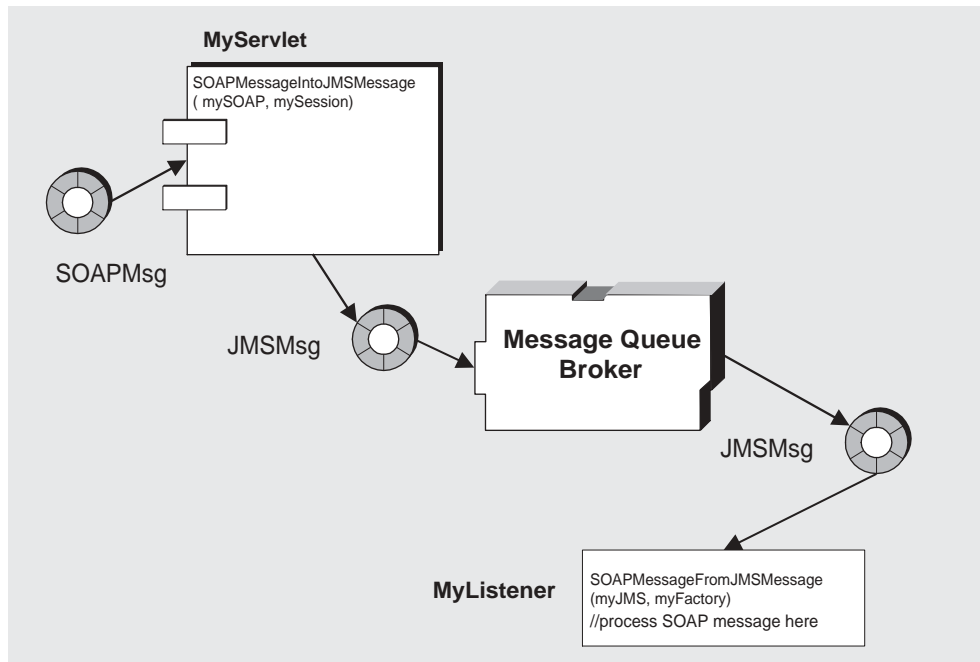 MyServlet
SOAPMessageIntoJMSMessage
( mySOAP, mySession)
SOAPMsg
JMSMsg
Message Queue
Broker
JMSMsg
MyListener
SOAPMessageFromJMSMessage
(myJMS, myFactory)
//process SOAP message here